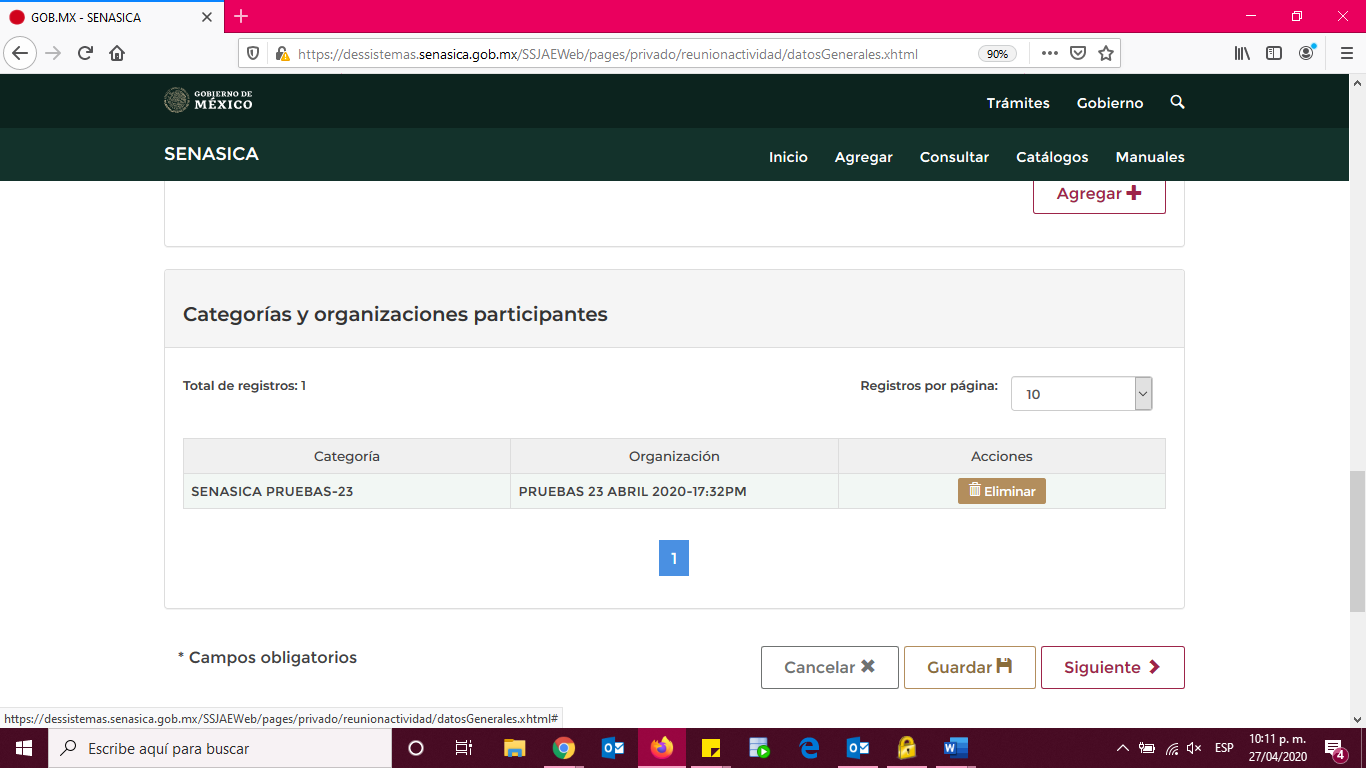 GOB.MX - SENASICA
https://dessistemas.senasica.gob.mx/SSJAEWeb/pages/privado/reunionactividad/datosGenerales.xhtml
90%
GOBIERNO DE
MÉXICO
Trámites
Gobierno
SENASICA
Inicio
Agregar
Consultar
Catálogos
Manuales
Agregar
Categorías y organizaciones participantes
Total de registros: 1
Registros por página:
10
Categoría
Organización
Acciones
SENASICA PRUEBAS-23
PRUEBAS 23 ABRIL 2020-17:32PM
Eliminar
1
* Campos obligatorios
Cancelar
Guardar
Siguiente
https://dessistemas.senasica.gob.mx/SSJAEWeb/pages/privado/reunionactividad/datosGenerales.xhtml#
Escribe aquí para buscar
ESP
10:11 p. m.
27/04/2020
4